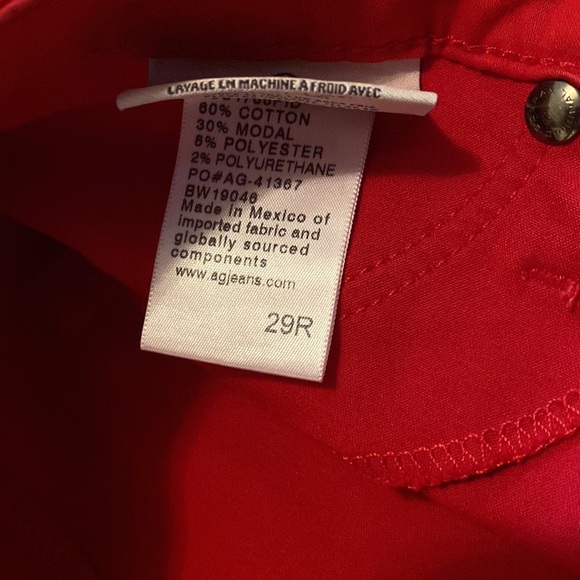 LAVAGE EN MACHINE A FROID AVEC
60% COTTON
30% MODAL
8% POLYESTER
2% POLYURETHANE
PO#AG-41367
BW19046
Made in Mexico of
imported fabric and
globally sourced
components
www.agjeans.com
29R